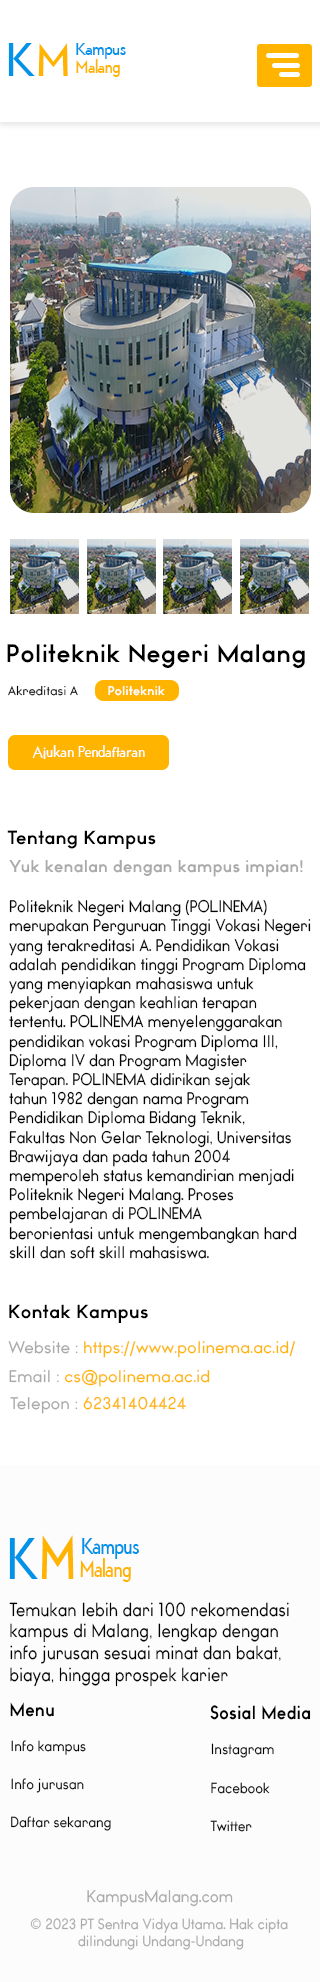 KM Kampus
Malang
Politeknik Negeri Malang
Akreditasi A Politeknik
Ajukan Pendaftaran
Tentang Kampus
Yuk kenalan dengan kampus impian!
Politeknik Negeri Malang (POLINEMA)
merupakan Perguruan Tinggi Vokasi Negeri
yang terakreditasi A. Pendidikan Vokasi
adalah pendidikan tinggi Program Diploma
yang menyiapkan mahasiswa untuk
pekerjaan dengan keahlian terapan
tertentu. POLINEMA menyelenggarakan
pendidikan vokasi Program Diploma III,
Diploma IV dan Program Magister
Terapan. POLINEMA didirikan sejak
tahun 1982 dengan nama Program
Pendidikan Diploma Bidang Teknik,
Fakultas Non Gelar Teknologi, Universitas
Brawijaya dan pada tahun 2004
memperoleh status kemandirian menjadi
Politeknik Negeri Malang. Proses
pembelajaran di POLINEMA
berorientasi untuk mengembangkan hard
skill dan soft skill mahasiswa.
Kontak Kampus
Website : https://www.polinema.ac.id/
Email : cs@polinema.ac.id
Telepon : 62341404424
KM Kampus
Malang
Temukan lebih dari 100 rekomendasi
kampus di Malang, lengkap dengan
info jurusan sesuai minat dan bakat,
biaya, hingga prospek karier
Menu
Info kampus
Info jurusan
Daftar sekarang
Sosial Media
Instagram
Facebook
Twitter
KampusMalang.com
© 2023 PT Sentra Vidya Utama. Hak cipta
dilindungi Undang-Undang